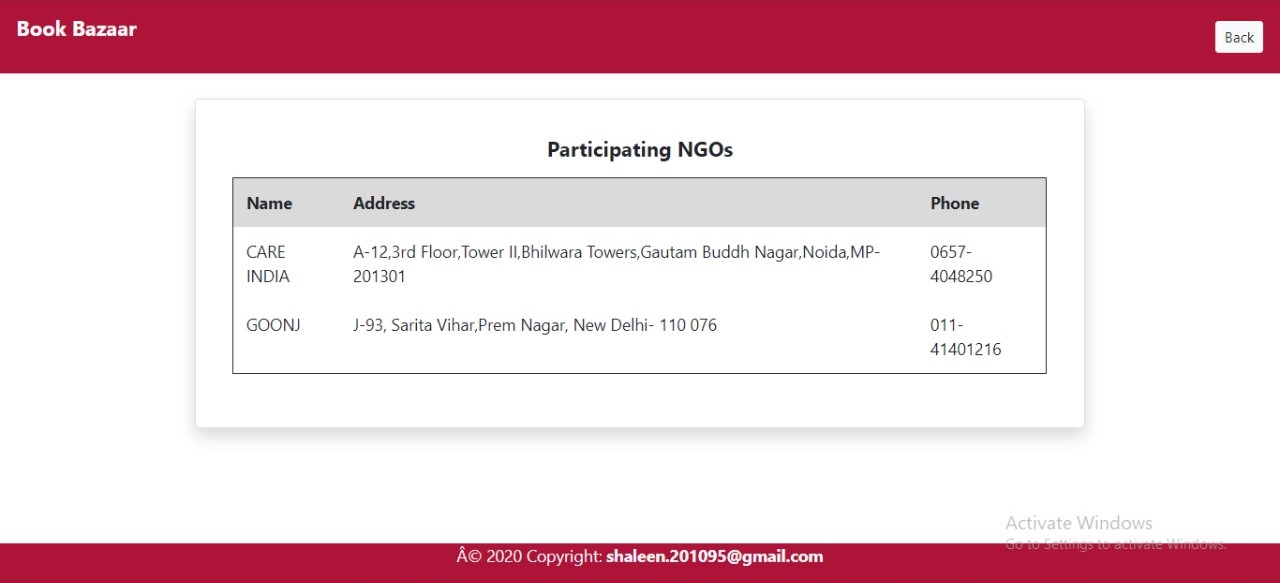 Book Bazaar
Back
Participating NGOs
Name Address Phone
CARE INDIA A-12,3rd Floor,Tower II,Bhilwara Towers,Gautam Buddh Nagar,Noida,MP-201301 0657-4048250
GOONJ J-93, Sarita Vihar,Prem Nagar, New Delhi- 110 076 011-41401216
Activate Windows
Go to Settings to activate Windows.
Â© 2020 Copyright: shaleen.201095@gmail.com